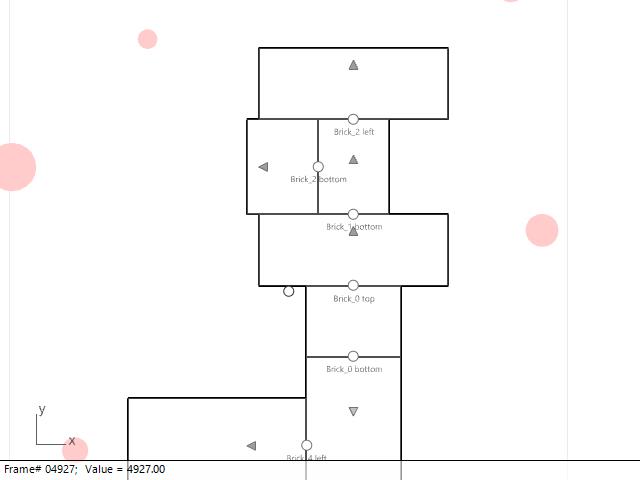 Brick_2 left
Brick_2 bottom
Brick_1 bottom
Brick_0 top
Brick_0 bottom
y
x
Brick_4 left
Frame# 04927; Value = 4927.00